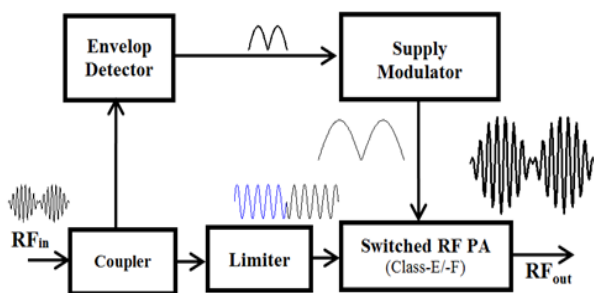 Envelop
Detector
Supply
Modulator
RFin
Coupler
Limiter
Switched RF PA
(Class-E/-F)
RFout